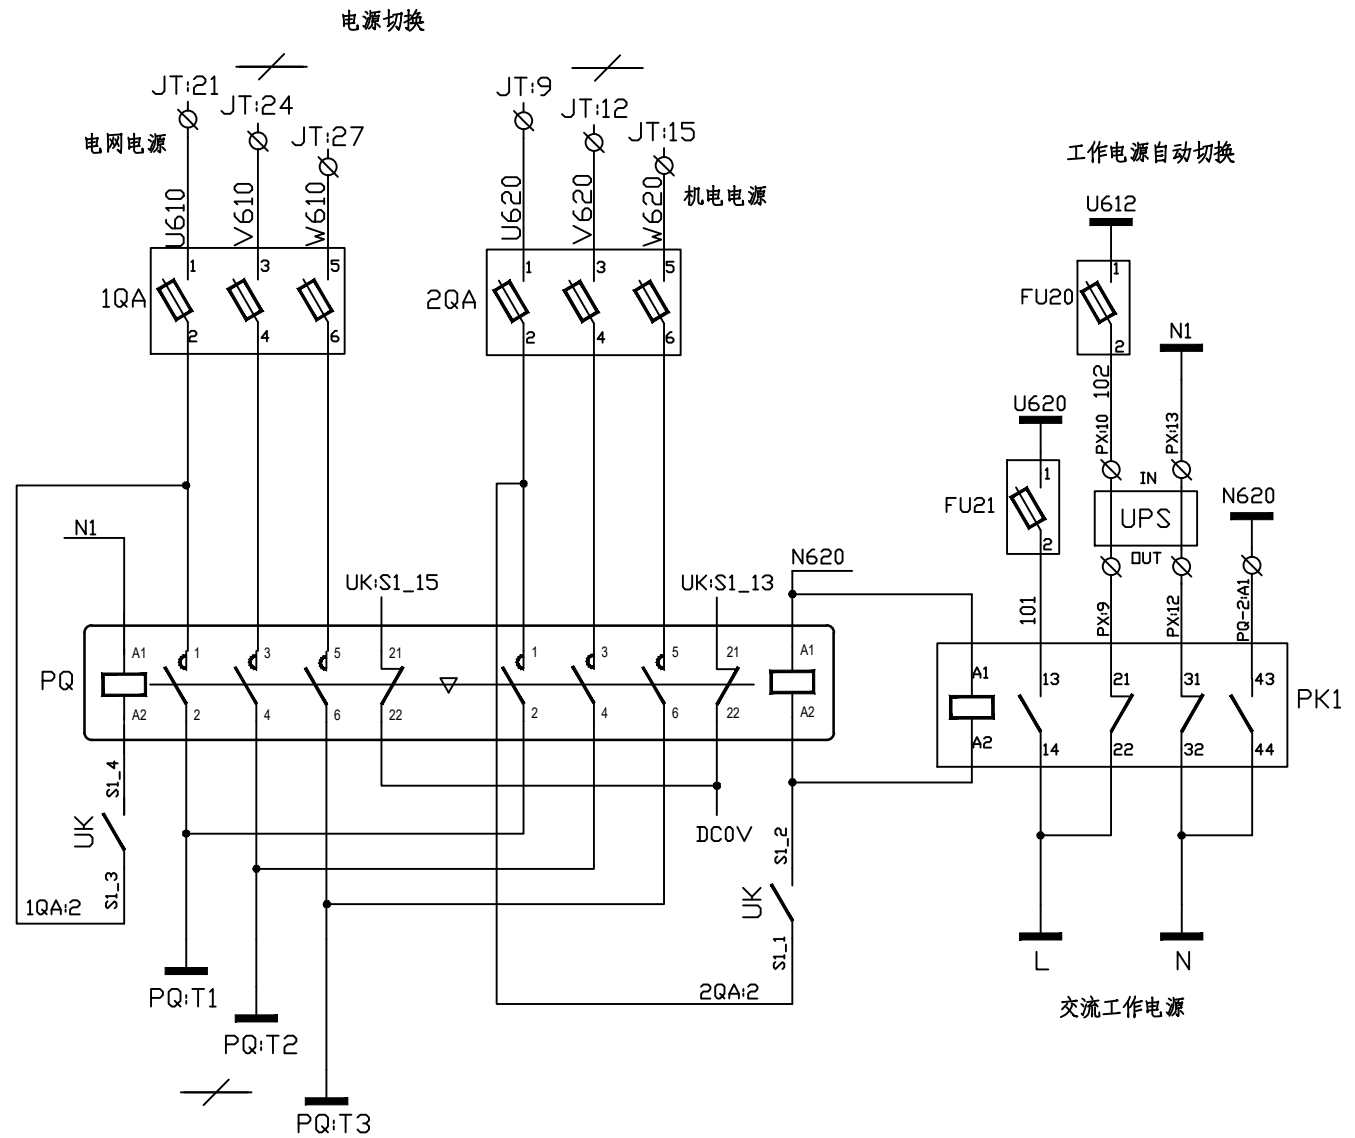 电源切换
JT:21
JT:24
JT:27
电网电源
U610
V610
W610
JT:9
JT:12
JT:15
机电电源
U620
V620
W620
工作电源自动切换
U612
1QA
1
3
5
2
4
6
2QA
1
3
5
2
4
6
FU20
1
2
102
N1
U620
FU21
1
2
101
PX:10
PX:13
IN
UPS
OUT
PX:9
PX:12
N620
PQ-2:A1
N1
UK:S1_15
UK:S1_13
N620
PQ
A1
1
3
5
21
1
3
5
21
A1
A2
2
4
6
22
2
4
6
22
A2
A1
13
21
31
43
PK1
A2
14
22
32
44
S1_4
UK
S1_3
1QA:2
DC0V
S1_2
UK
S1_1
2QA:2
PQ:T1
PQ:T2
PQ:T3
L
N
交流工作电源